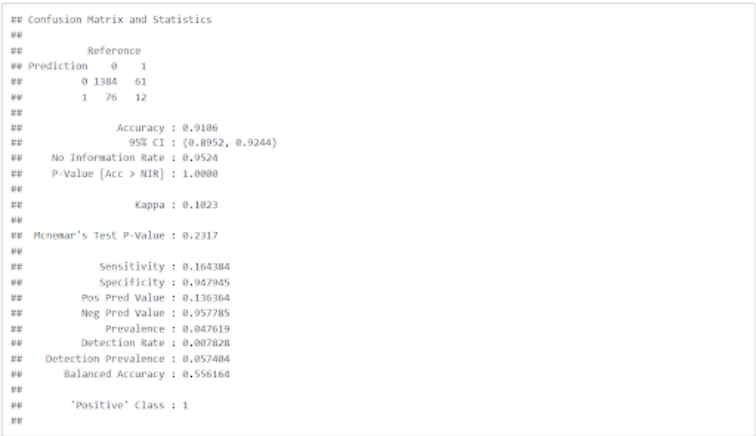 ## Confusion Matrix and Statistics
##
##           Reference
## Prediction    0    1
##          0 1384   61
##          1   76   12
##
##                Accuracy : 0.9106
##                  95% CI : (0.8952, 0.9244)
##     No Information Rate : 0.9524
##     P-Value [Acc > NIR] : 1.0000
##
##                   Kappa : 0.1023
##
##  Mcnemar's Test P-Value : 0.2317
##
##             Sensitivity : 0.164384
##             Specificity : 0.947945
##          Pos Pred Value : 0.136364
##          Neg Pred Value : 0.957785
##              Prevalence : 0.047619
##          Detection Rate : 0.007828
##    Detection Prevalence : 0.057404
##       Balanced Accuracy : 0.556164
##
##        'Positive' Class : 1
##